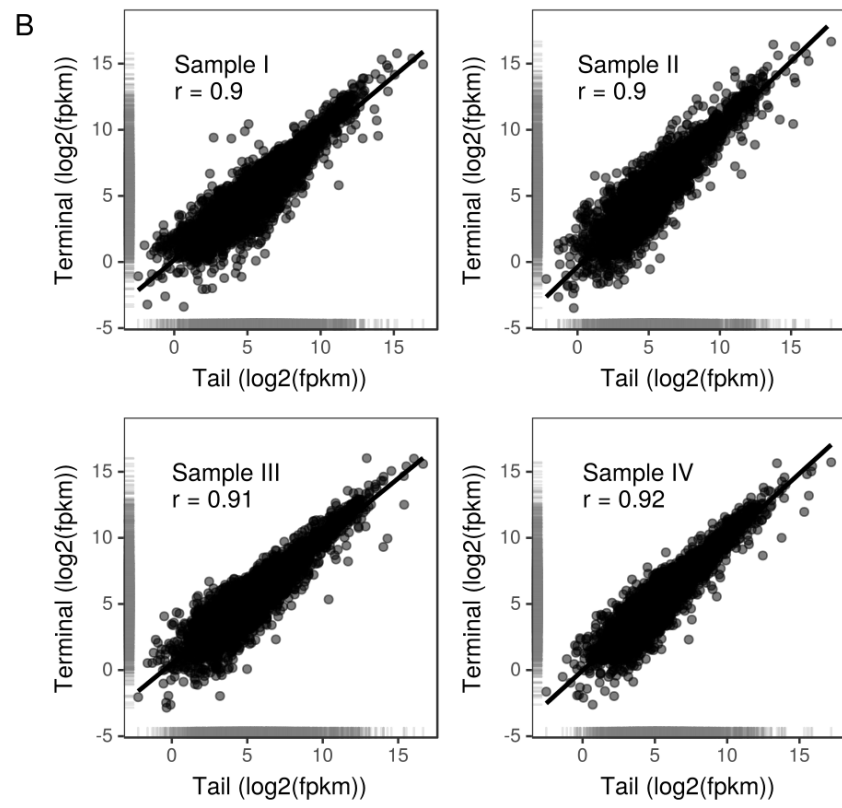 B
Sample I
r = 0.9
Terminal (log2(fpkm))
15
10
5
0
-5
0 5 10 15
Tail (log2(fpkm))
Sample II
r = 0.9
Terminal (log2(fpkm))
15
10
5
0
-5
0 5 10 15
Tail (log2(fpkm))
Sample III
r = 0.91
Terminal (log2(fpkm))
15
10
5
0
-5
0 5 10 15
Tail (log2(fpkm))
Sample IV
r = 0.92
Terminal (log2(fpkm))
15
10
5
0
-5
0 5 10 15
Tail (log2(fpkm))